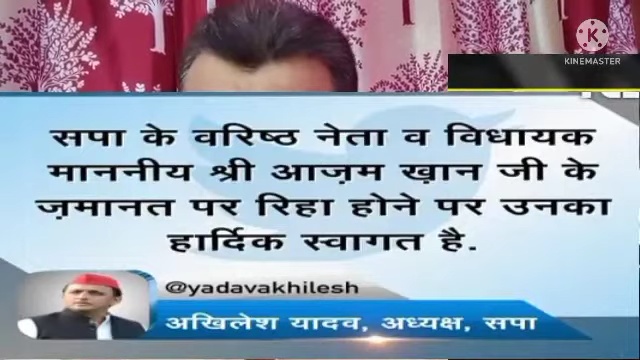 KINEMASTER
सपा के वरिष्ठ नेता व विधायक
माननीय श्री आज़म ख़ान जी के
ज़मानत पर रिहा होने पर उनका
हार्दिक स्वागत है.
@yadavakhilesh
अखिलेश यादव, अध्यक्ष, सपा